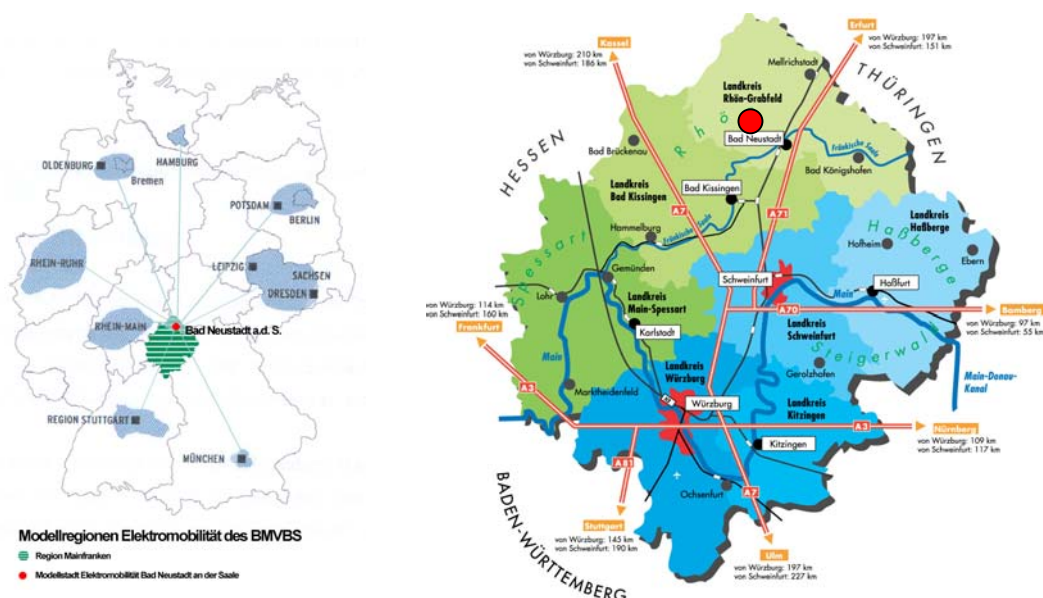 OLDENBURG
Bremen
HAMBURG
POTSDAM
BERLIN
RHEIN-RUHR
LEIPZIG
SACHSEN
DRESDEN
RHEIN-MAIN
Bad Neustadt a.d. S.
REGION STUTTGART
MÜNCHEN
Modellregionen Elektromobilität des BMVBS
Region Mainfranken
Modellstadt Elektromobilität Bad Neustadt an der Saale
Kassel
von Würzburg: 210 km
von Schweinfurt: 186 km
Erfurt
von Würzburg: 197 km
von Schweinfurt: 151 km
Mellrichstadt
THÜRINGEN
Landkreis
Rhön-Grabfeld
Rhö
HESSEN
Bad Brückenau
Bad Neustadt
Fränkische Saale
Bad Königshofen
Landkreis
Bad Kissingen
Bad Kissingen
A7
A71
Landkreis
Haßberge
Haßberge
Hofheim
Ebern
Hammelburg
Fränkische Saale
Spessart
Gemünden
Schweinfurt
Haßfurt
Main
Lohr
von Würzburg: 114 km
von Schweinfurt: 160 km
Frankfurt
Landkreis
Main-Spessart
Karlstadt
A70
Bamberg
von Würzburg: 97 km
von Schweinfurt: 55 km
Landkreis
Schweinfurt
Steigerwald
Main
Landkreis
Würzburg
Gerolzhofen
Main-Donau-
Kanal
A3
Marktheidenfeld
Würzburg
Landkreis
Kitzingen
A3
Nürnberg
von Würzburg: 109 km
von Schweinfurt: 117 km
Kitzingen
A81
Ochsenfurt
A7
BADEN-WÜRTTEMBERG
Stuttgart
von Würzburg: 145 km
von Schweinfurt: 190 km
Ulm
von Würzburg: 197 km
von Schweinfurt: 227 km